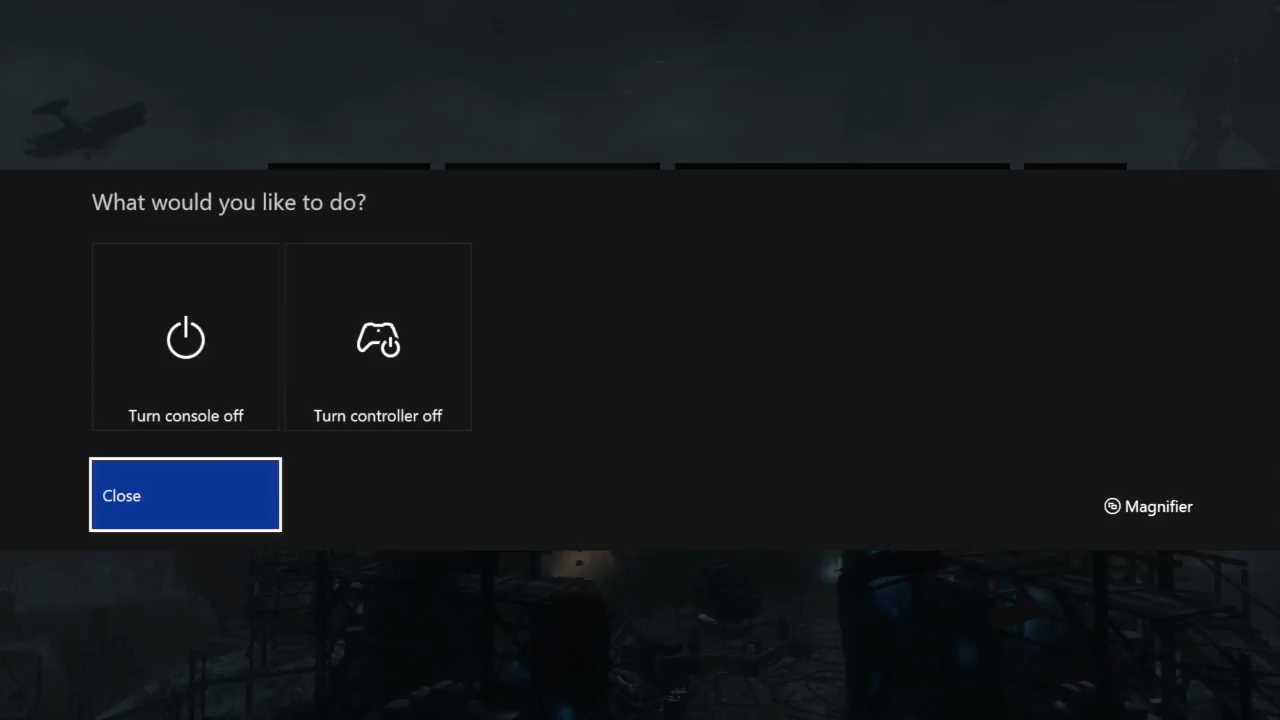 What would you like to do?
Turn console off
Turn controller off
Close
Magnifier